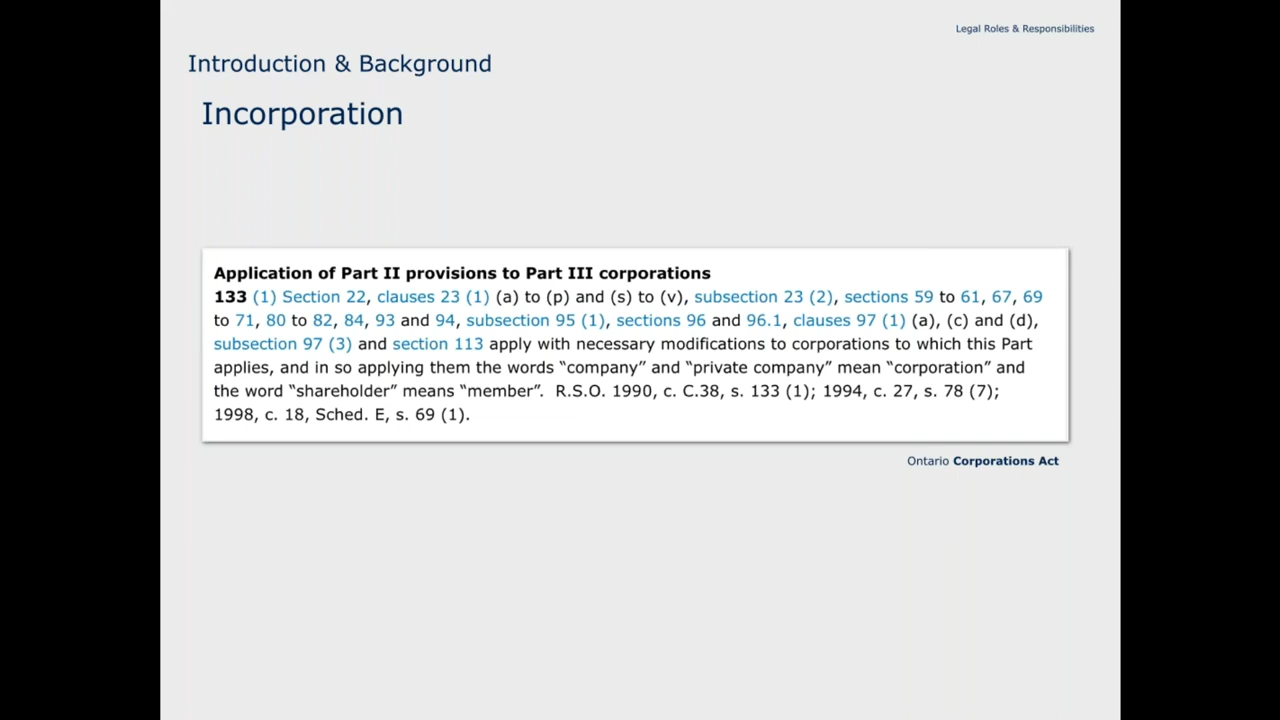 Legal Roles & Responsibilities
Introduction & Background
Incorporation
Application of Part II provisions to Part III corporations
133 (1) Section 22, clauses 23 (1) (a) to (p) and (s) to (v), subsection 23 (2), sections 59 to 61, 67, 69
to 71, 80 to 82, 84, 93 and 94, subsection 95 (1), sections 96 and 96.1, clauses 97 (1) (a), (c) and (d),
subsection 97 (3) and section 113 apply with necessary modifications to corporations to which this Part
applies, and in so applying them the words “company” and “private company” mean “corporation” and
the word “shareholder” means “member”.  R.S.O. 1990, c. C.38, s. 133 (1); 1994, c. 27, s. 78 (7);
1998, c. 18, Sched. E, s. 69 (1).
Ontario Corporations Act